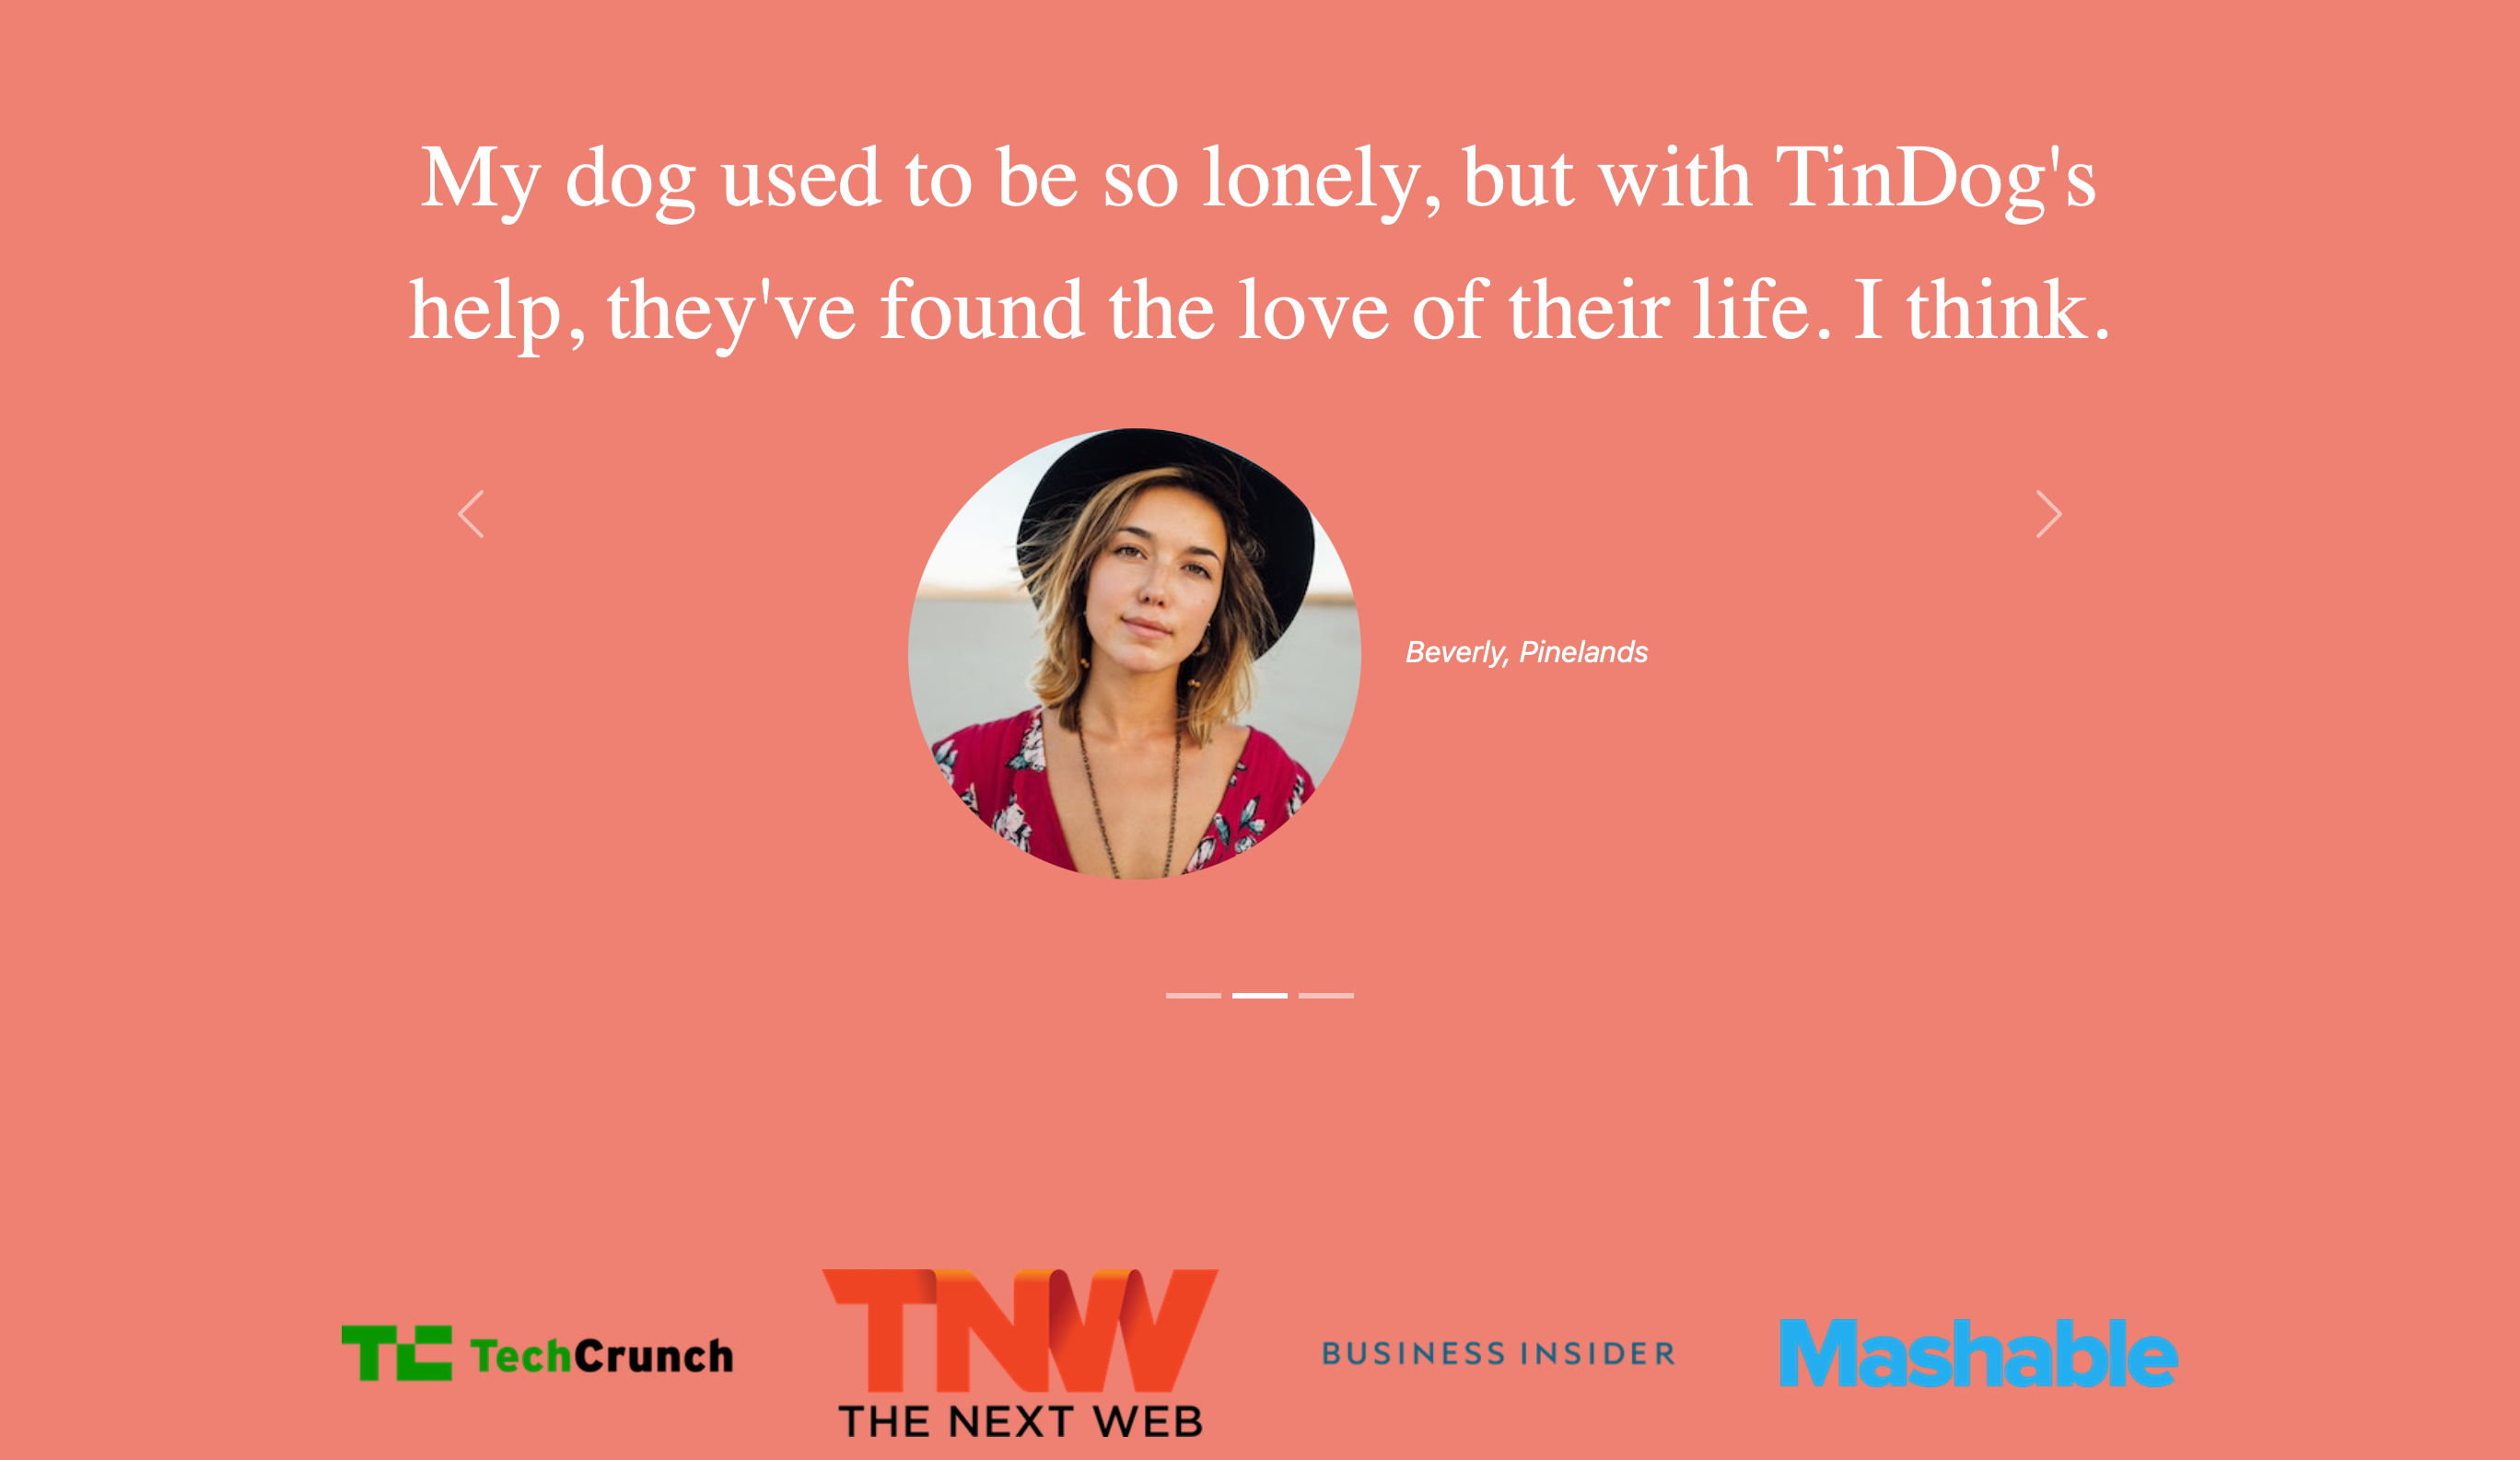 My dog used to be so lonely, but with TinDog's
help, they've found the love of their life. I think.
Beverly, Pinelands
TC TechCrunch
TNW
THE NEXT WEB
BUSINESS INSIDER
Mashable